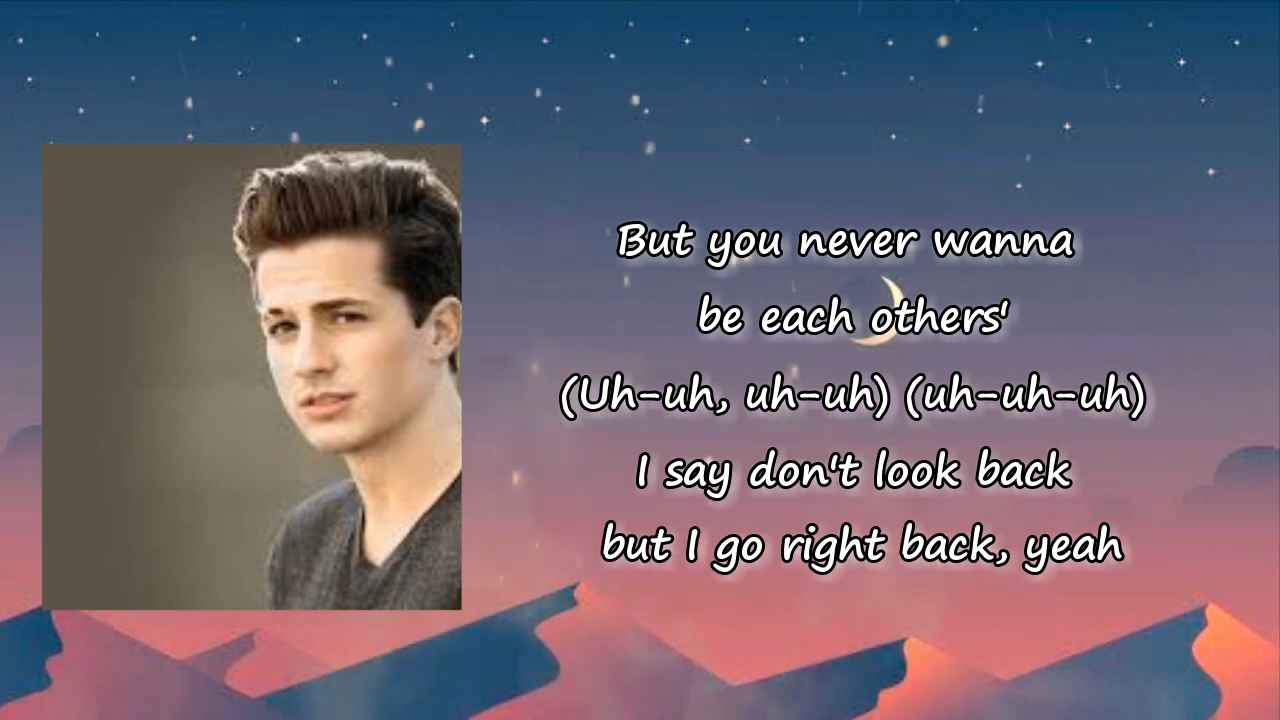 But you never wanna
be each others'
(Uh-uh, uh-uh) (uh-uh-uh)
I say don't look back
but I go right back, yeah